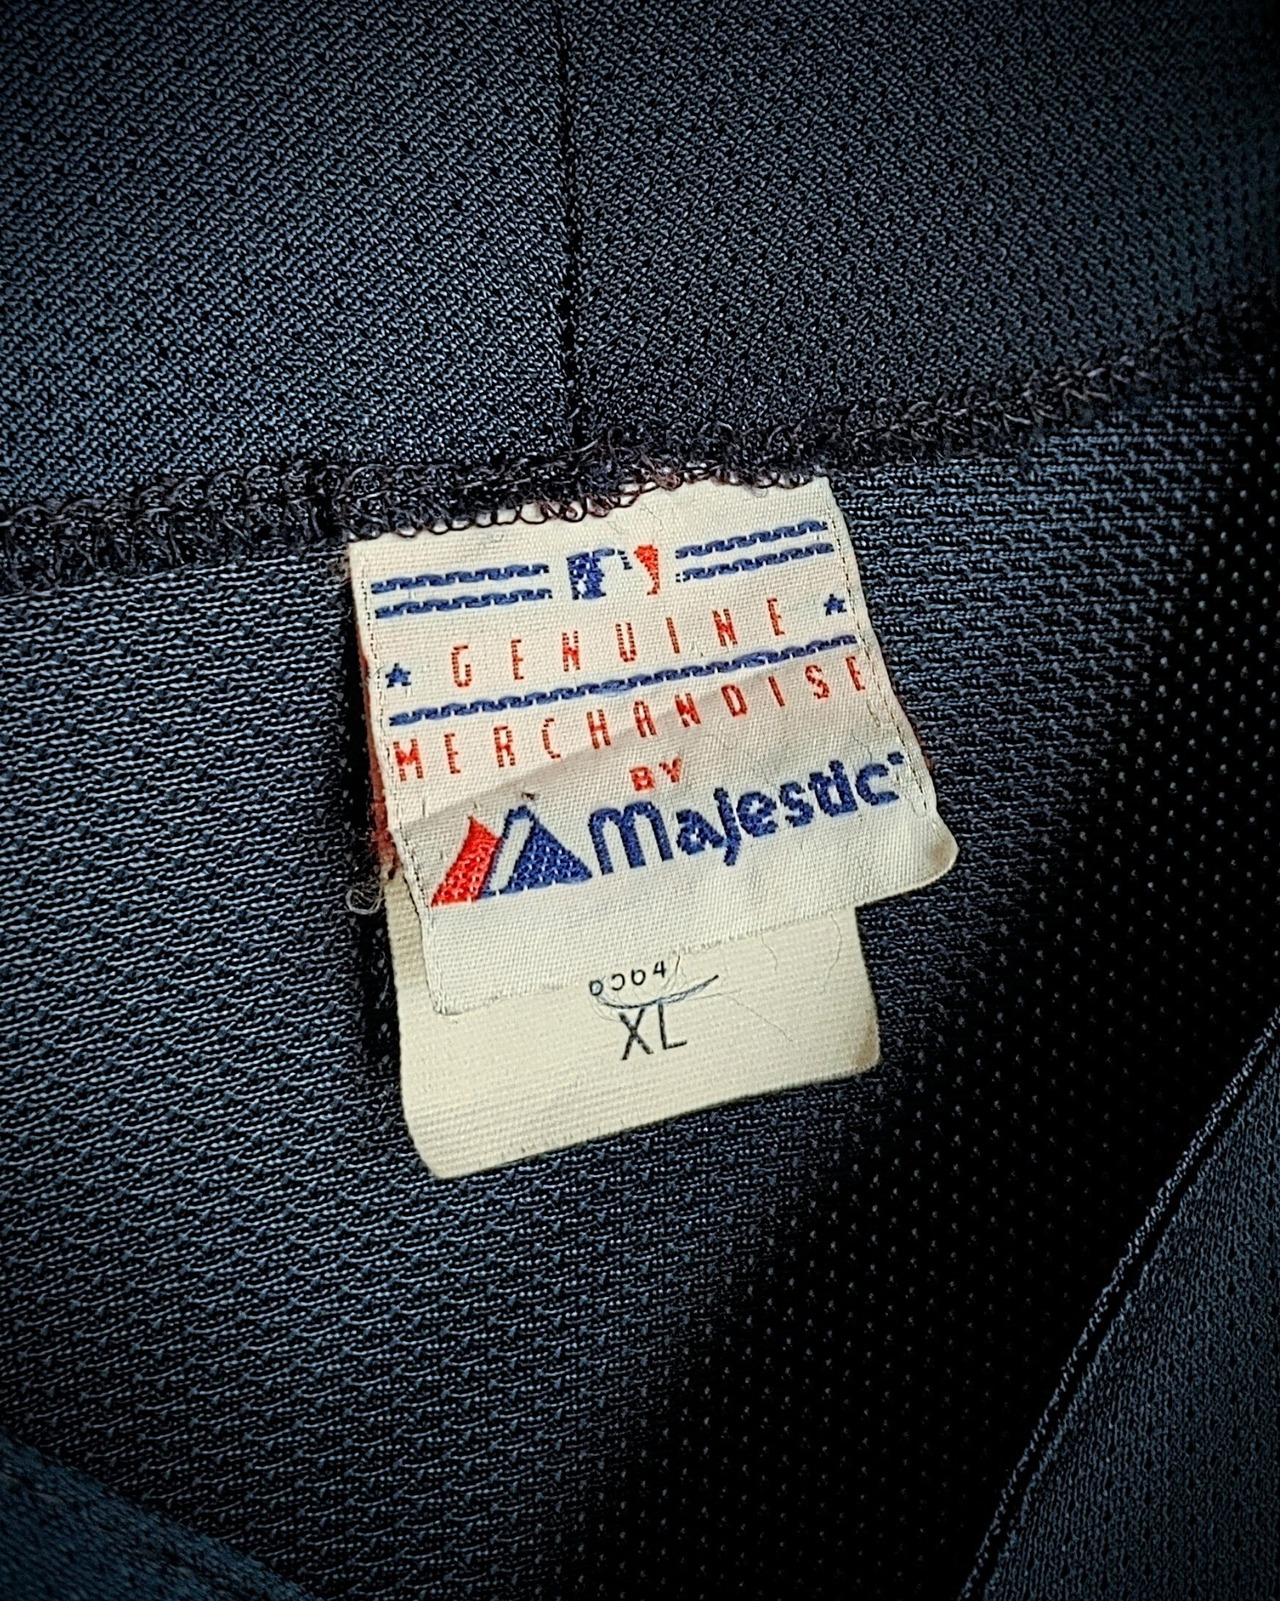 GENUINE
MERCHANDISE
BY
Majestic
XL